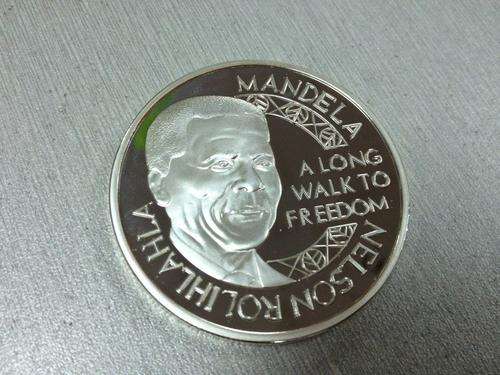 MANDELA
A LONG
WALK TO
FREEDOM
NELSON ROLIHLAHLA